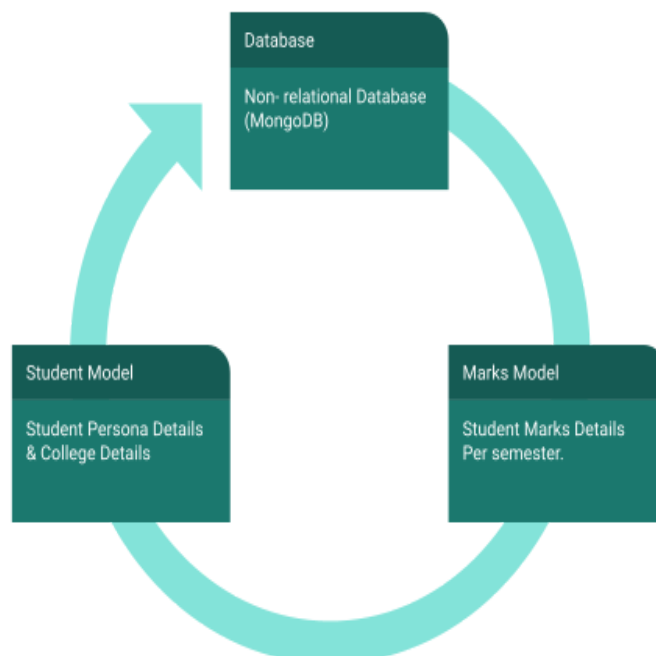 Database
Non- relational Database
(MongoDB)
Student Model
Student Persona Details
& College Details
Marks Model
Student Marks Details
Per semester.